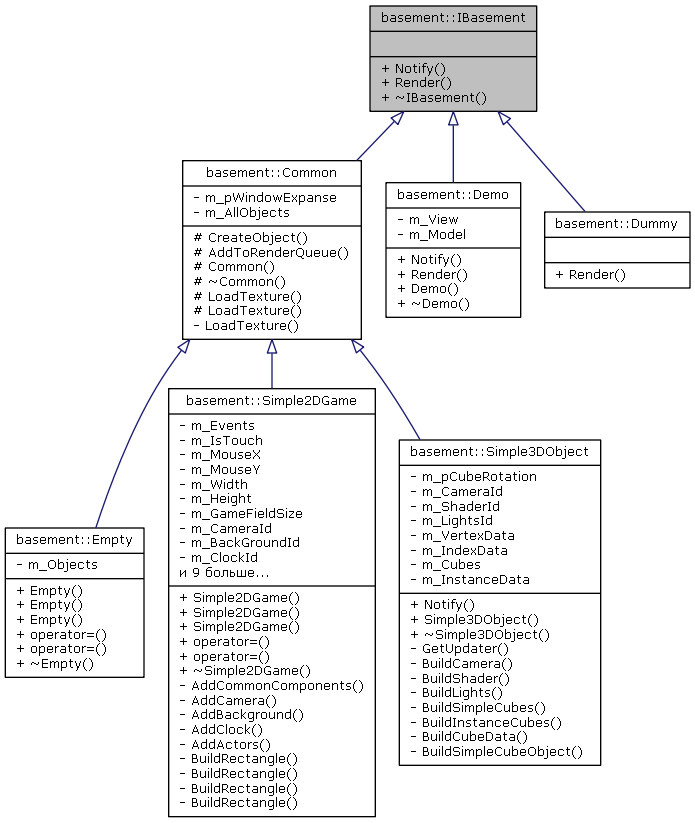 basement::IBasement
+ Notify()
+ Render()
+ ~IBasement()
basement::Common
- m_pWindowExpanse
- m_AllObjects
# CreateObject()
# AddToRenderQueue()
# Common()
# ~Common()
# LoadTexture()
# LoadTexture()
- LoadTexture()
basement::Demo
- m_View
- m_Model
+ Notify()
+ Render()
+ Demo()
+ ~Demo()
basement::Dummy
+ Render()
basement::Empty
- m_Objects
+ Empty()
+ Empty()
+ Empty()
+ operator=()
+ operator=()
+ ~Empty()
basement::Simple2DGame
- m_Events
- m_IsTouch
- m_MouseX
- m_MouseY
- m_Width
- m_Height
- m_GameFieldSize
- m_CameraId
- m_BackGroundId
- m_ClockId
и 9 больше...
+ Simple2DGame()
+ Simple2DGame()
+ Simple2DGame()
+ operator=()
+ operator=()
+ ~Simple2DGame()
- AddCommonComponents()
- AddCamera()
- AddBackground()
- AddClock()
- AddActors()
- BuildRectangle()
- BuildRectangle()
- BuildRectangle()
- BuildRectangle()
basement::Simple3DObject
- m_pCubeRotation
- m_CameraId
- m_ShaderId
- m_LightsId
- m_VertexData
- m_IndexData
- m_Cubes
- m_InstanceData
+ Notify()
+ Simple3DObject()
+ ~Simple3DObject()
- GetUpdater()
- BuildCamera()
- BuildShader()
- BuildLights()
- BuildSimpleCubes()
- BuildInstanceCubes()
- BuildCubeData()
- BuildSimpleCubeObject()